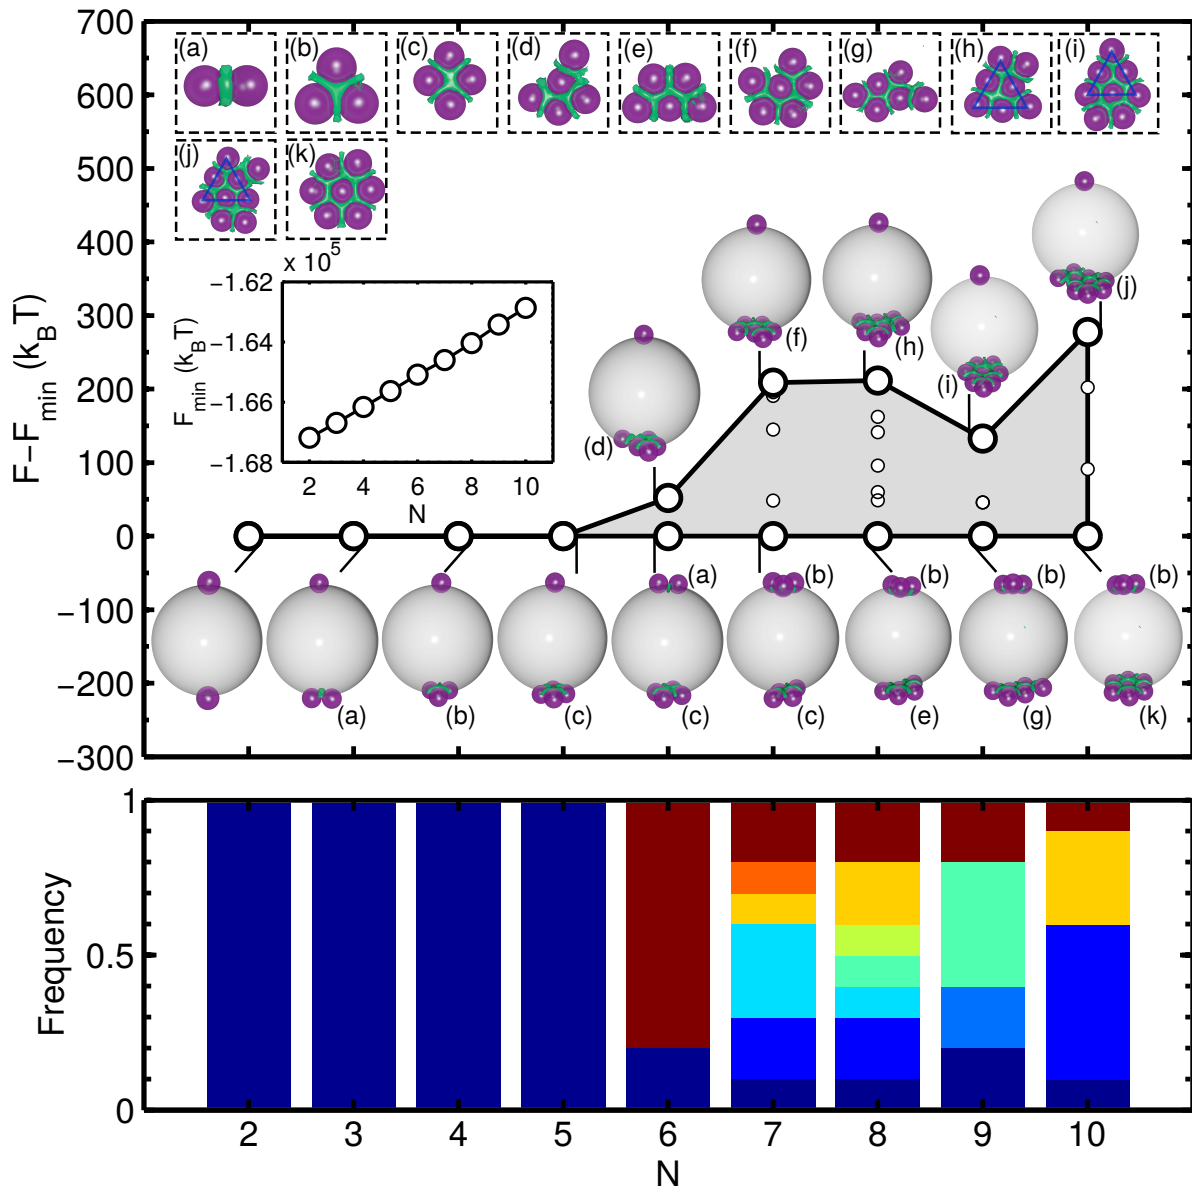 700
600
500
400
300
200
100
0
−100
−200
−300
F−F_min (k_B T)
(a) (b) (c) (d) (e) (f) (g) (h) (i)
(j) (k)
x 10^5
−1.62
−1.64
−1.66
−1.68
F_min (k_B T)
2 4 6 8 10
N
(d) (f) (h) (i) (j)
(a) (b) (b) (b) (b)
(a) (b) (c) (c) (c) (e) (g) (k)
1
0.5
0
Frequency
2 3 4 5 6 7 8 9 10
N